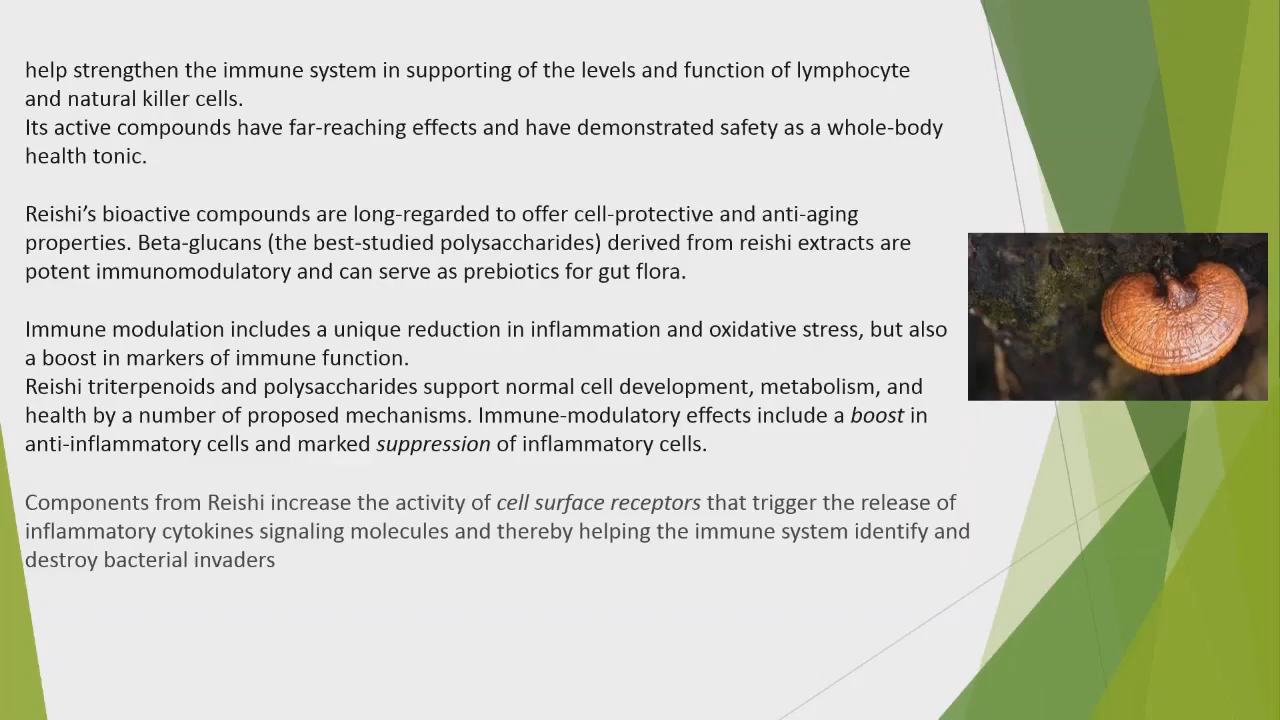 help strengthen the immune system in supporting of the levels and function of lymphocyte
and natural killer cells.
Its active compounds have far-reaching effects and have demonstrated safety as a whole-body
health tonic.
Reishi’s bioactive compounds are long-regarded to offer cell-protective and anti-aging
properties. Beta-glucans (the best-studied polysaccharides) derived from reishi extracts are
potent immunomodulatory and can serve as prebiotics for gut flora.
Immune modulation includes a unique reduction in inflammation and oxidative stress, but also
a boost in markers of immune function.
Reishi triterpenoids and polysaccharides support normal cell development, metabolism, and
health by a number of proposed mechanisms. Immune-modulatory effects include a boost in
anti-inflammatory cells and marked suppression of inflammatory cells.
Components from Reishi increase the activity of cell surface receptors that trigger the release of
inflammatory cytokines signaling molecules and thereby helping the immune system identify and
destroy bacterial invaders